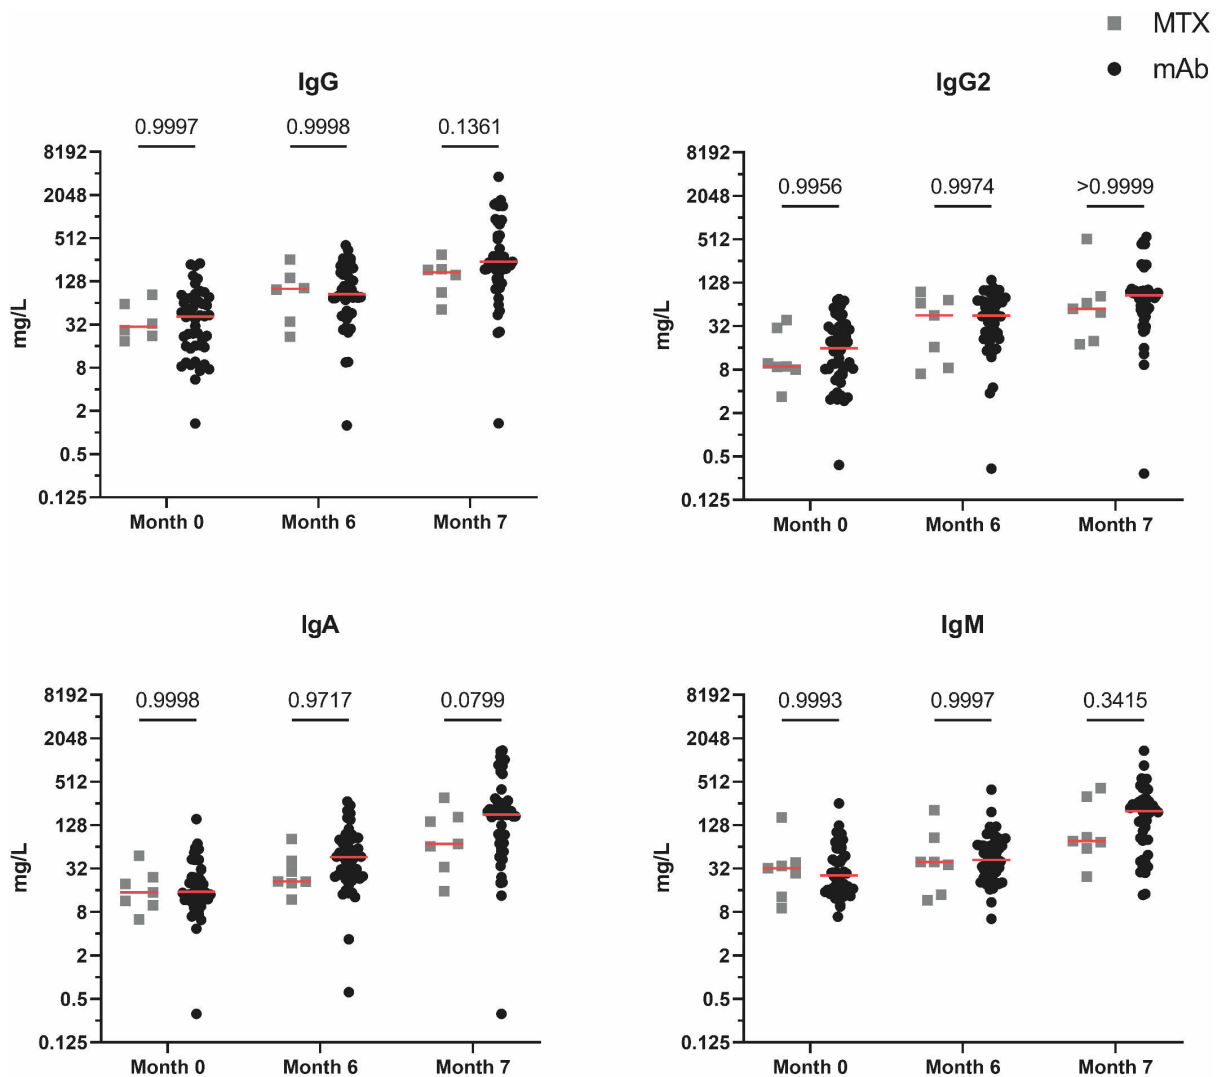 MTX
mAb
IgG
0.9997 0.9998 0.1361
8192
2048
512
128
32
8
2
0.5
0.125
mg/L
Month 0 Month 6 Month 7
IgG2
0.9956 0.9974 >0.9999
8192
2048
512
128
32
8
2
0.5
0.125
mg/L
Month 0 Month 6 Month 7
IgA
0.9998 0.9717 0.0799
8192
2048
512
128
32
8
2
0.5
0.125
mg/L
Month 0 Month 6 Month 7
IgM
0.9993 0.9997 0.3415
8192
2048
512
128
32
8
2
0.5
0.125
mg/L
Month 0 Month 6 Month 7